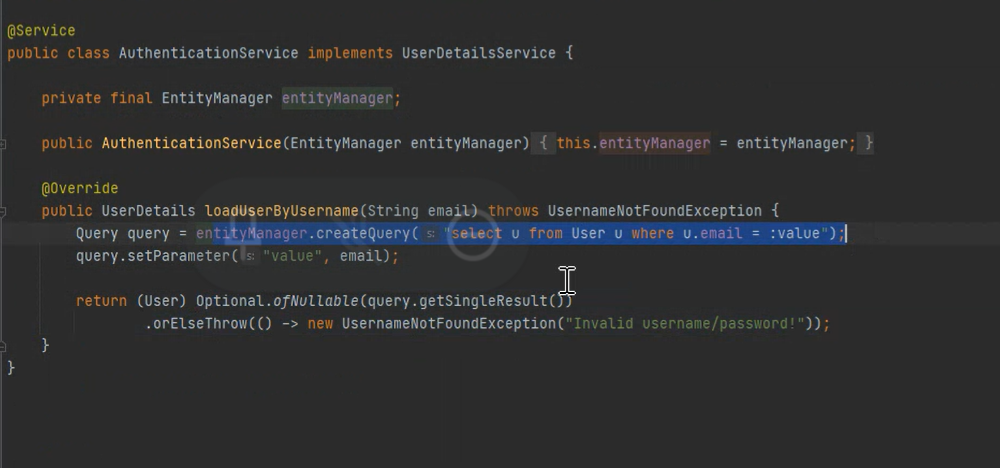 @Service
public class AuthenticationService implements UserDetailsService {
private final EntityManager entityManager;
public AuthenticationService(EntityManager entityManager) { this.entityManager = entityManager; }
@Override
public UserDetails loadUserByUsername(String email) throws UsernameNotFoundException {
Query query = entityManager.createQuery( s: "select u from User u where u.email = :value");
query.setParameter( s: "value", email);
return (User) Optional.ofNullable(query.getSingleResult())
.orElseThrow(() -> new UsernameNotFoundException("Invalid username/password!"));
}
}